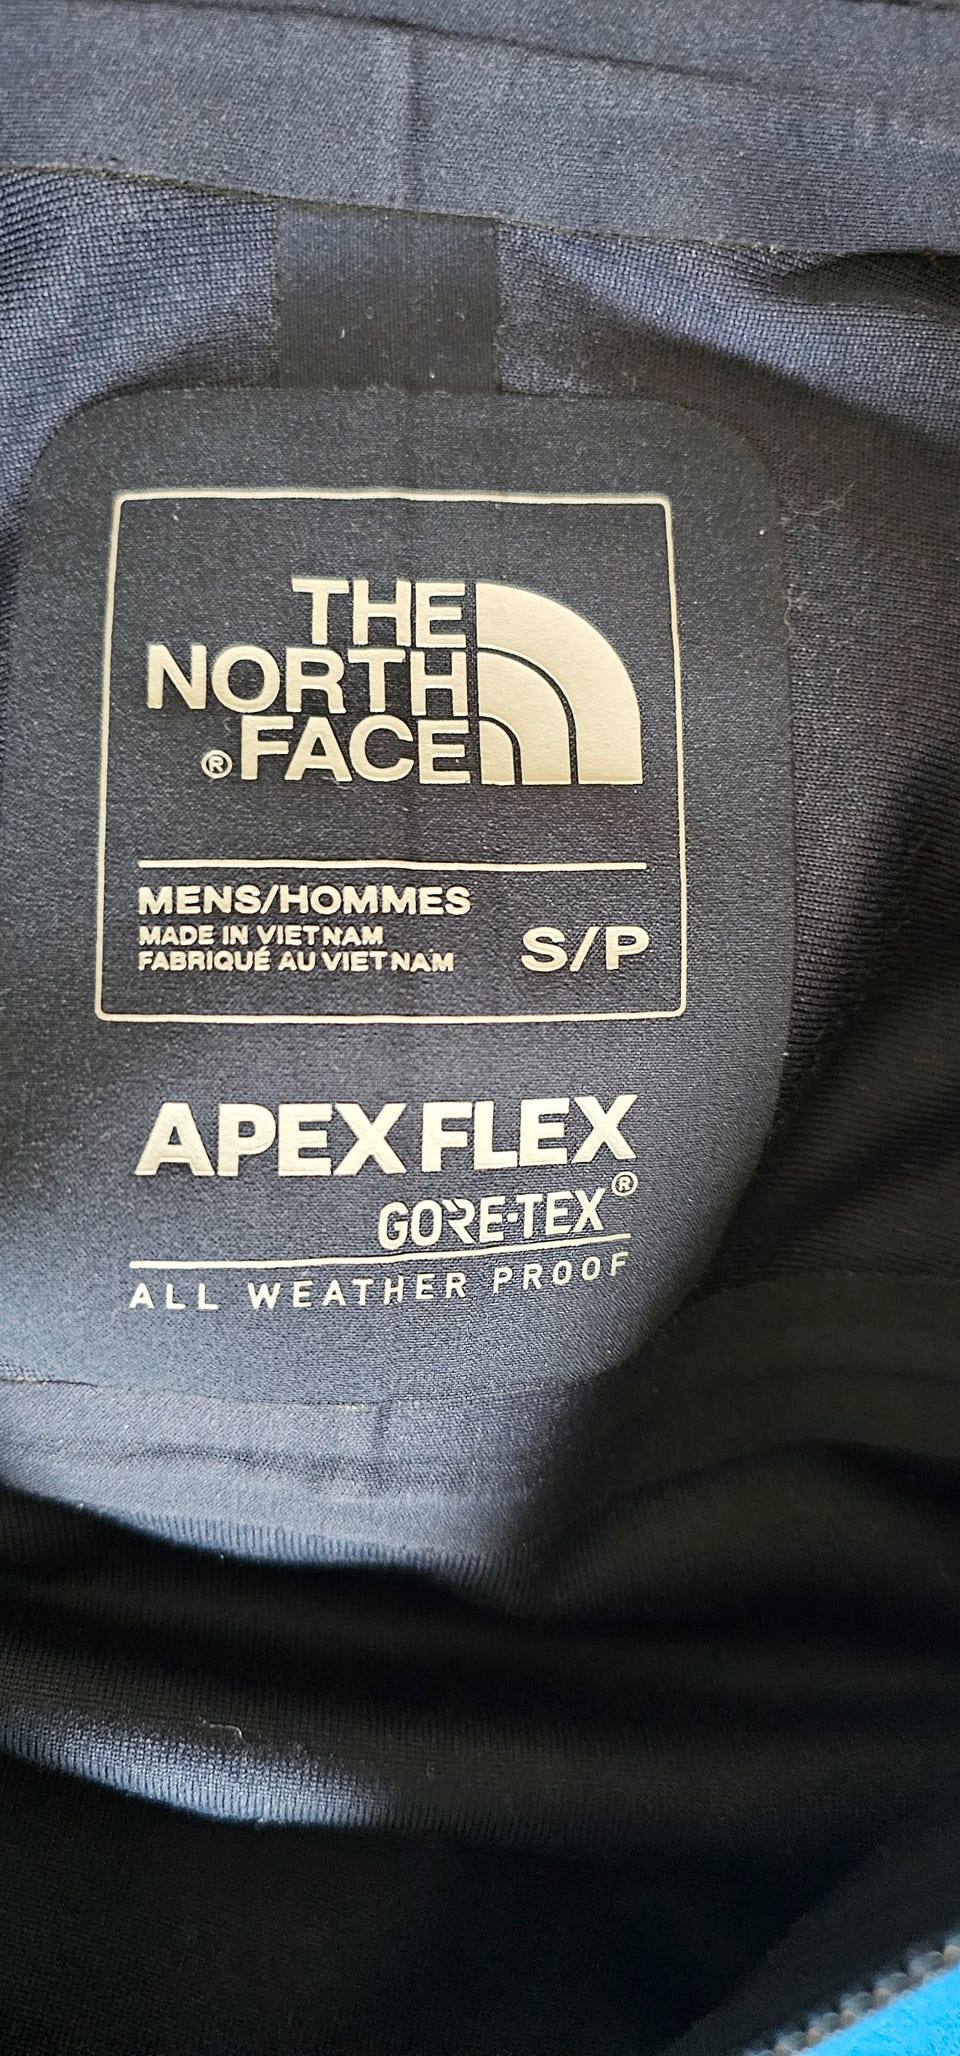 THE
NORTH
® FACE
MENS/HOMMES
MADE IN VIETNAM
FABRIQUÉ AU VIETNAM
S/P
APEX FLEX
GORE-TEX®
ALL WEATHER PROOF